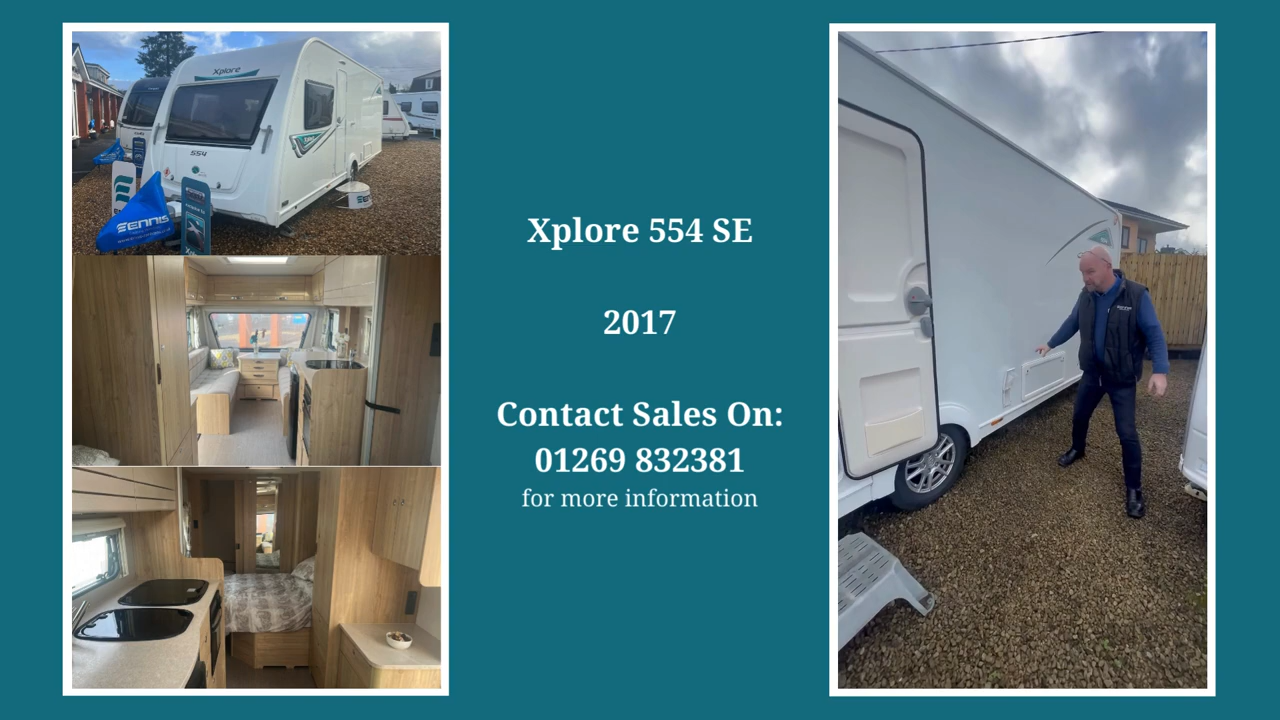 Xplore
554
ENNIS
Xplore 554 SE
2017
Contact Sales On:
01269 832381
for more information